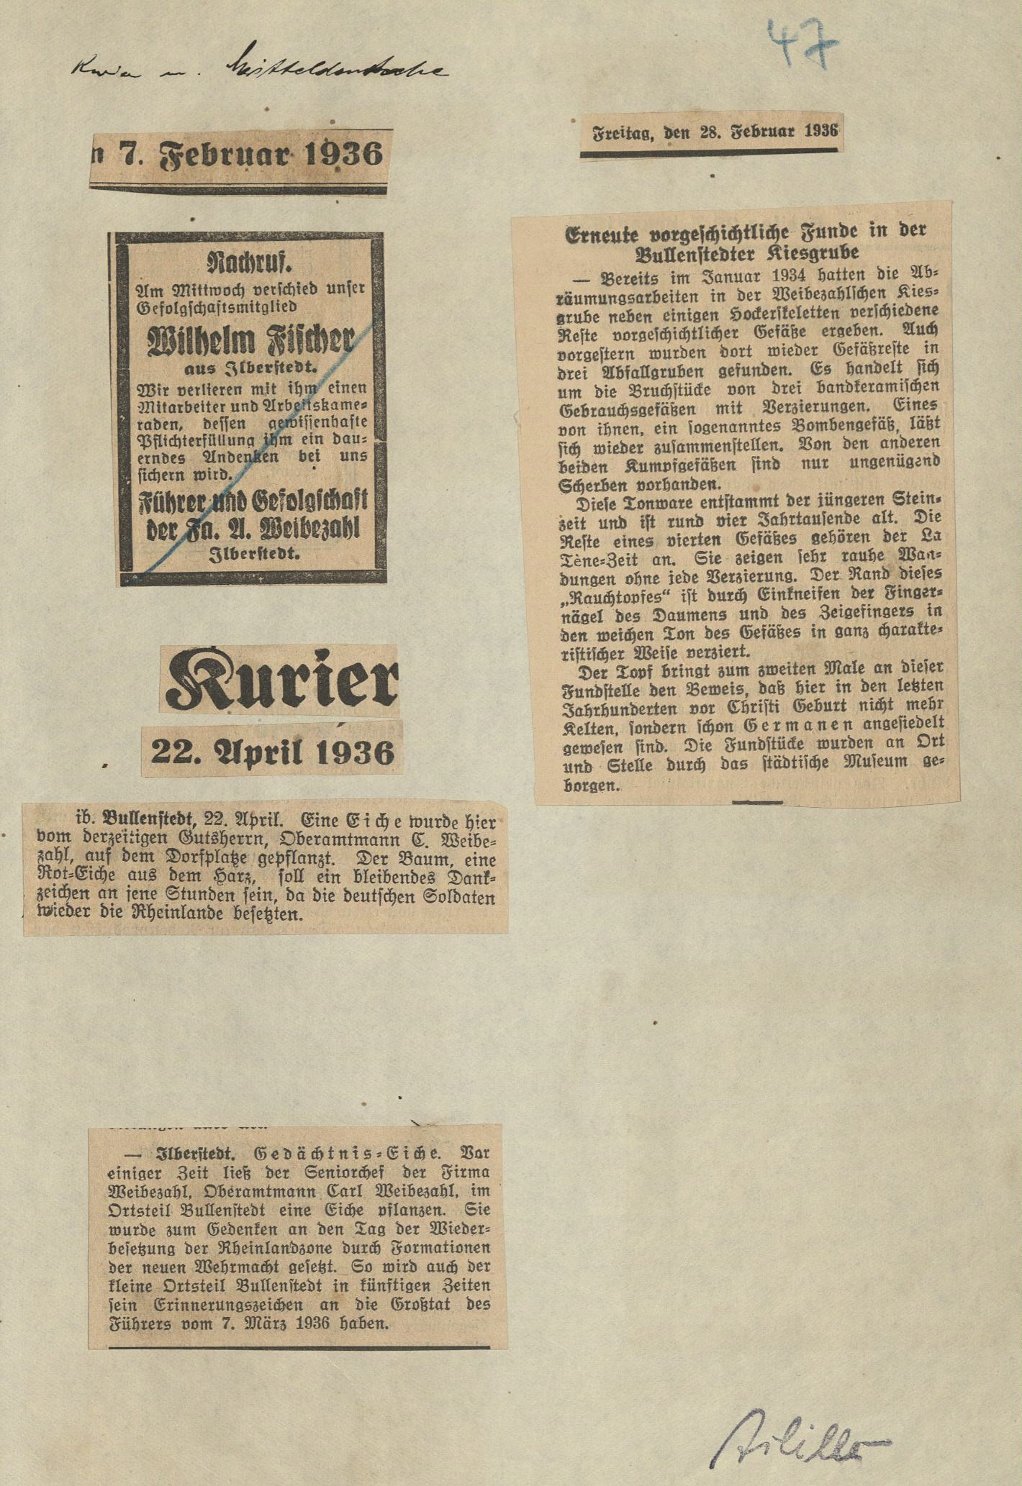 47
Kurier u. Mitteldeutsche
n 7. Februar 1936
Nachruf.
Am Mittwoch verschied unser
Gefolgschaftsmitglied
Wilhelm Fischer
aus Ilberstedt.
Wir verlieren mit ihm einen
Mitarbeiter und Arbeitskame-
raden, dessen gewissenhafte
Pflichterfüllung ihm ein dau-
erndes Andenken bei uns
sichern wird.
Führer und Gefolgschaft
der Fa. A. Weibezahl
Ilberstedt.
Kurier
22. April 1936
ib. Bullenstedt, 22. April. Eine Eiche wurde hier
vom derzeitigen Gutsherrn, Oberamtmann C. Weibe-
zahl, auf dem Dorfplatze gepflanzt. Der Baum, eine
Rot-Eiche aus dem Harz, soll ein bleibendes Dank-
zeichen an jene Stunden sein, da die deutschen Soldaten
wieder die Rheinlande besetzten.
— Ilberstedt. Gedächtnis-Eiche. Vor
einiger Zeit ließ der Seniorchef der Firma
Weibezahl, Oberamtmann Carl Weibezahl, im
Ortsteil Bullenstedt eine Eiche pflanzen. Sie
wurde zum Gedenken an den Tag der Wieder-
besetzung der Rheinlandzone durch Formationen
der neuen Wehrmacht gesetzt. So wird auch der
kleine Ortsteil Bullenstedt in künftigen Zeiten
sein Erinnerungszeichen an die Großtat des
Führers vom 7. März 1936 haben.
Freitag, den 28. Februar 1936
Erneute vorgeschichtliche Funde in der
Bullenstedter Kiesgrube
— Bereits im Januar 1934 hatten die Ab-
räumungsarbeiten in der Weibezahlschen Kies-
grube neben einigen Hockerskeletten verschiedene
Reste vorgeschichtlicher Gefäße ergeben. Auch
vorgestern wurden dort wieder Gefäßreste in
drei Abfallgruben gefunden. Es handelt sich
um die Bruchstücke von drei bandkeramischen
Gebrauchsgefäßen mit Verzierungen. Eines
von ihnen, ein sogenanntes Bombengefäß, läßt
sich wieder zusammenstellen. Von den anderen
beiden Kumpfgefäßen sind nur ungenügend
Scherben vorhanden.
Diese Tonware entstammt der jüngeren Stein-
zeit und ist rund vier Jahrtausende alt. Die
Reste eines vierten Gefäßes gehören der La
Tène-Zeit an. Sie zeigen sehr rauhe Wan-
dungen ohne jede Verzierung. Der Rand dieses
„Rauchtopfes“ ist durch Einkneifen der Finger-
nägel des Daumens und des Zeigefingers in
den weichen Ton des Gefäßes in ganz charakte-
ristischer Weise verziert.
Der Topf bringt zum zweiten Male an dieser
Fundstelle den Beweis, daß hier in den letzten
Jahrhunderten vor Christi Geburt nicht mehr
Kelten, sondern schon Germanen angesiedelt
gewesen sind. Die Fundstücke wurden an Ort
und Stelle durch das städtische Museum ge-
borgen.